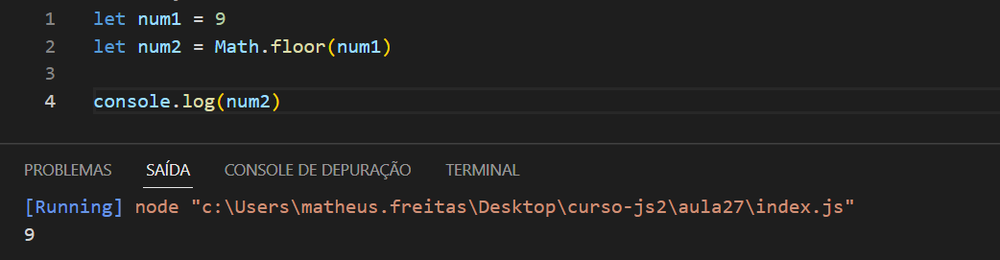 1 let num1 = 9
2 let num2 = Math.floor(num1)
3
4 console.log(num2)
PROBLEMAS SAÍDA CONSOLE DE DEPURAÇÃO TERMINAL
[Running] node "c:\Users\matheus.freitas\Desktop\curso-js2\aula27\index.js"
9